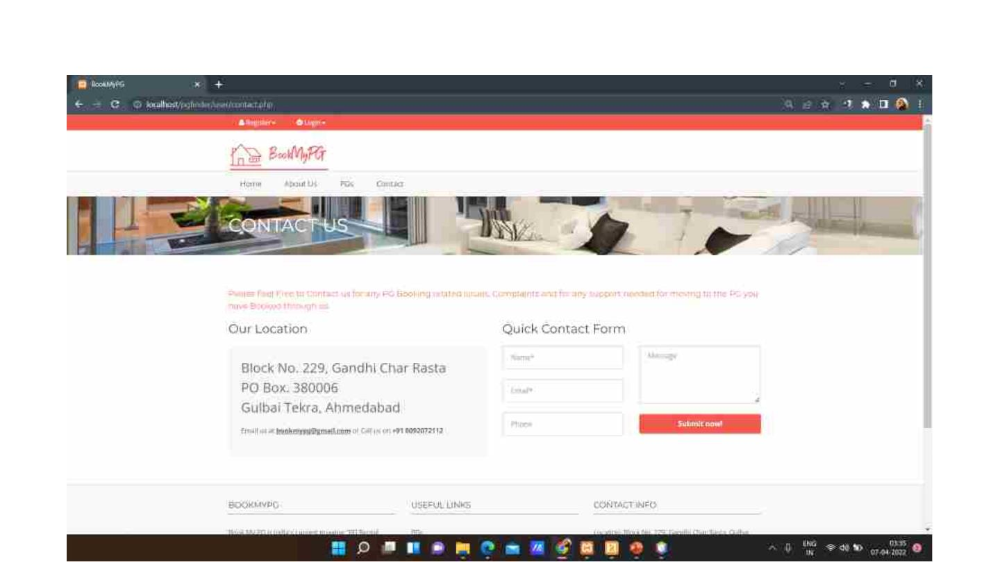 BookMyPG
localhost/pgfinder/user/contact.php
Register
Login
BookMyPG
Home About Us PGs Contact
CONTACT US
Please Feel Free to Contact us for any PG Booking related issues, Complaints and for any support needed for moving to the PG you
have Booked through us.
Our Location
Block No. 229, Gandhi Char Rasta
PO Box. 380006
Gulbai Tekra, Ahmedabad
Email us at bookmypg@gmail.com or Call us on +91 8092072112
Quick Contact Form
Name*
Email*
Phone
Message
Submit now!
BOOKMYPG
USEFUL LINKS
CONTACT INFO
Book My PG is India's Largest PG Rental
PGs
Location: Block No. 229, Gandhi Char Rasta, Gulbai
ENG
IN
03:35
07-04-2022